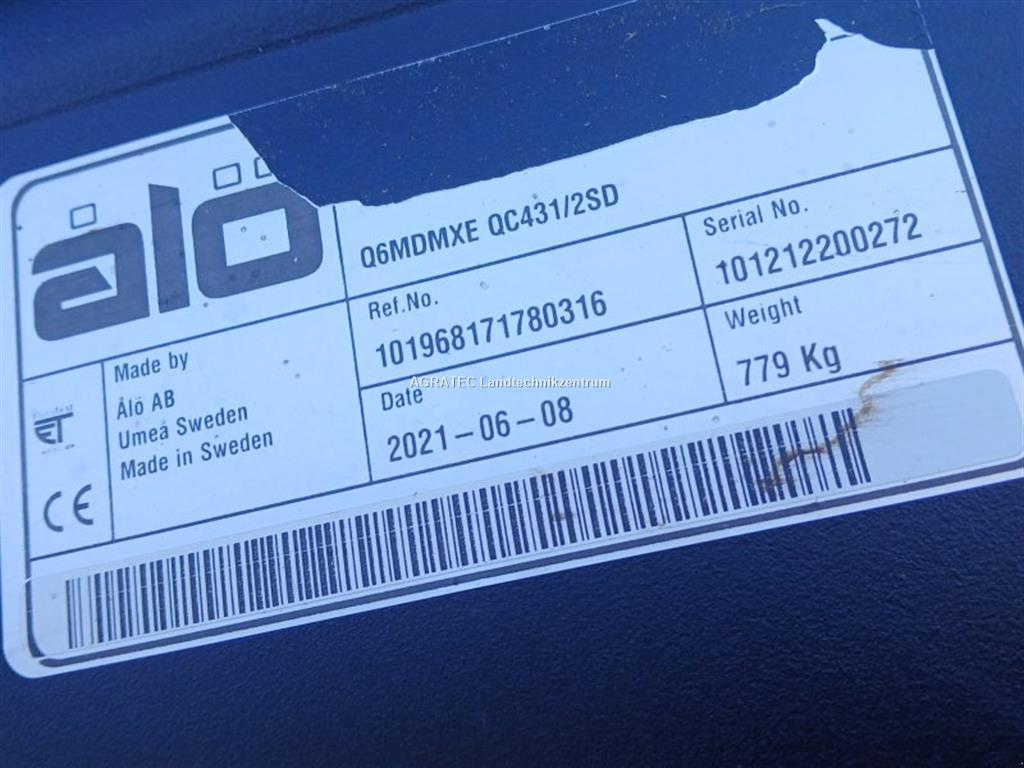 ålö
Q6MDMXE QC431/2SD
Ref.No.
101968171780316
Serial No.
101212200272
Date
2021-06-08
Weight
779 Kg
Made by
Ålö AB
Umeå Sweden
Made in Sweden
CE
AGRATEC Landtechnikzentrum